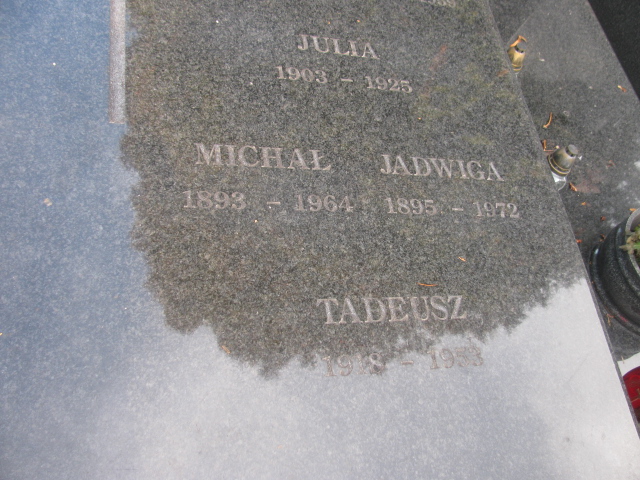 JULIA
1903 – 1925
MICHAŁ JADWIGA
1893 – 1964 1895 – 1972
TADEUSZ